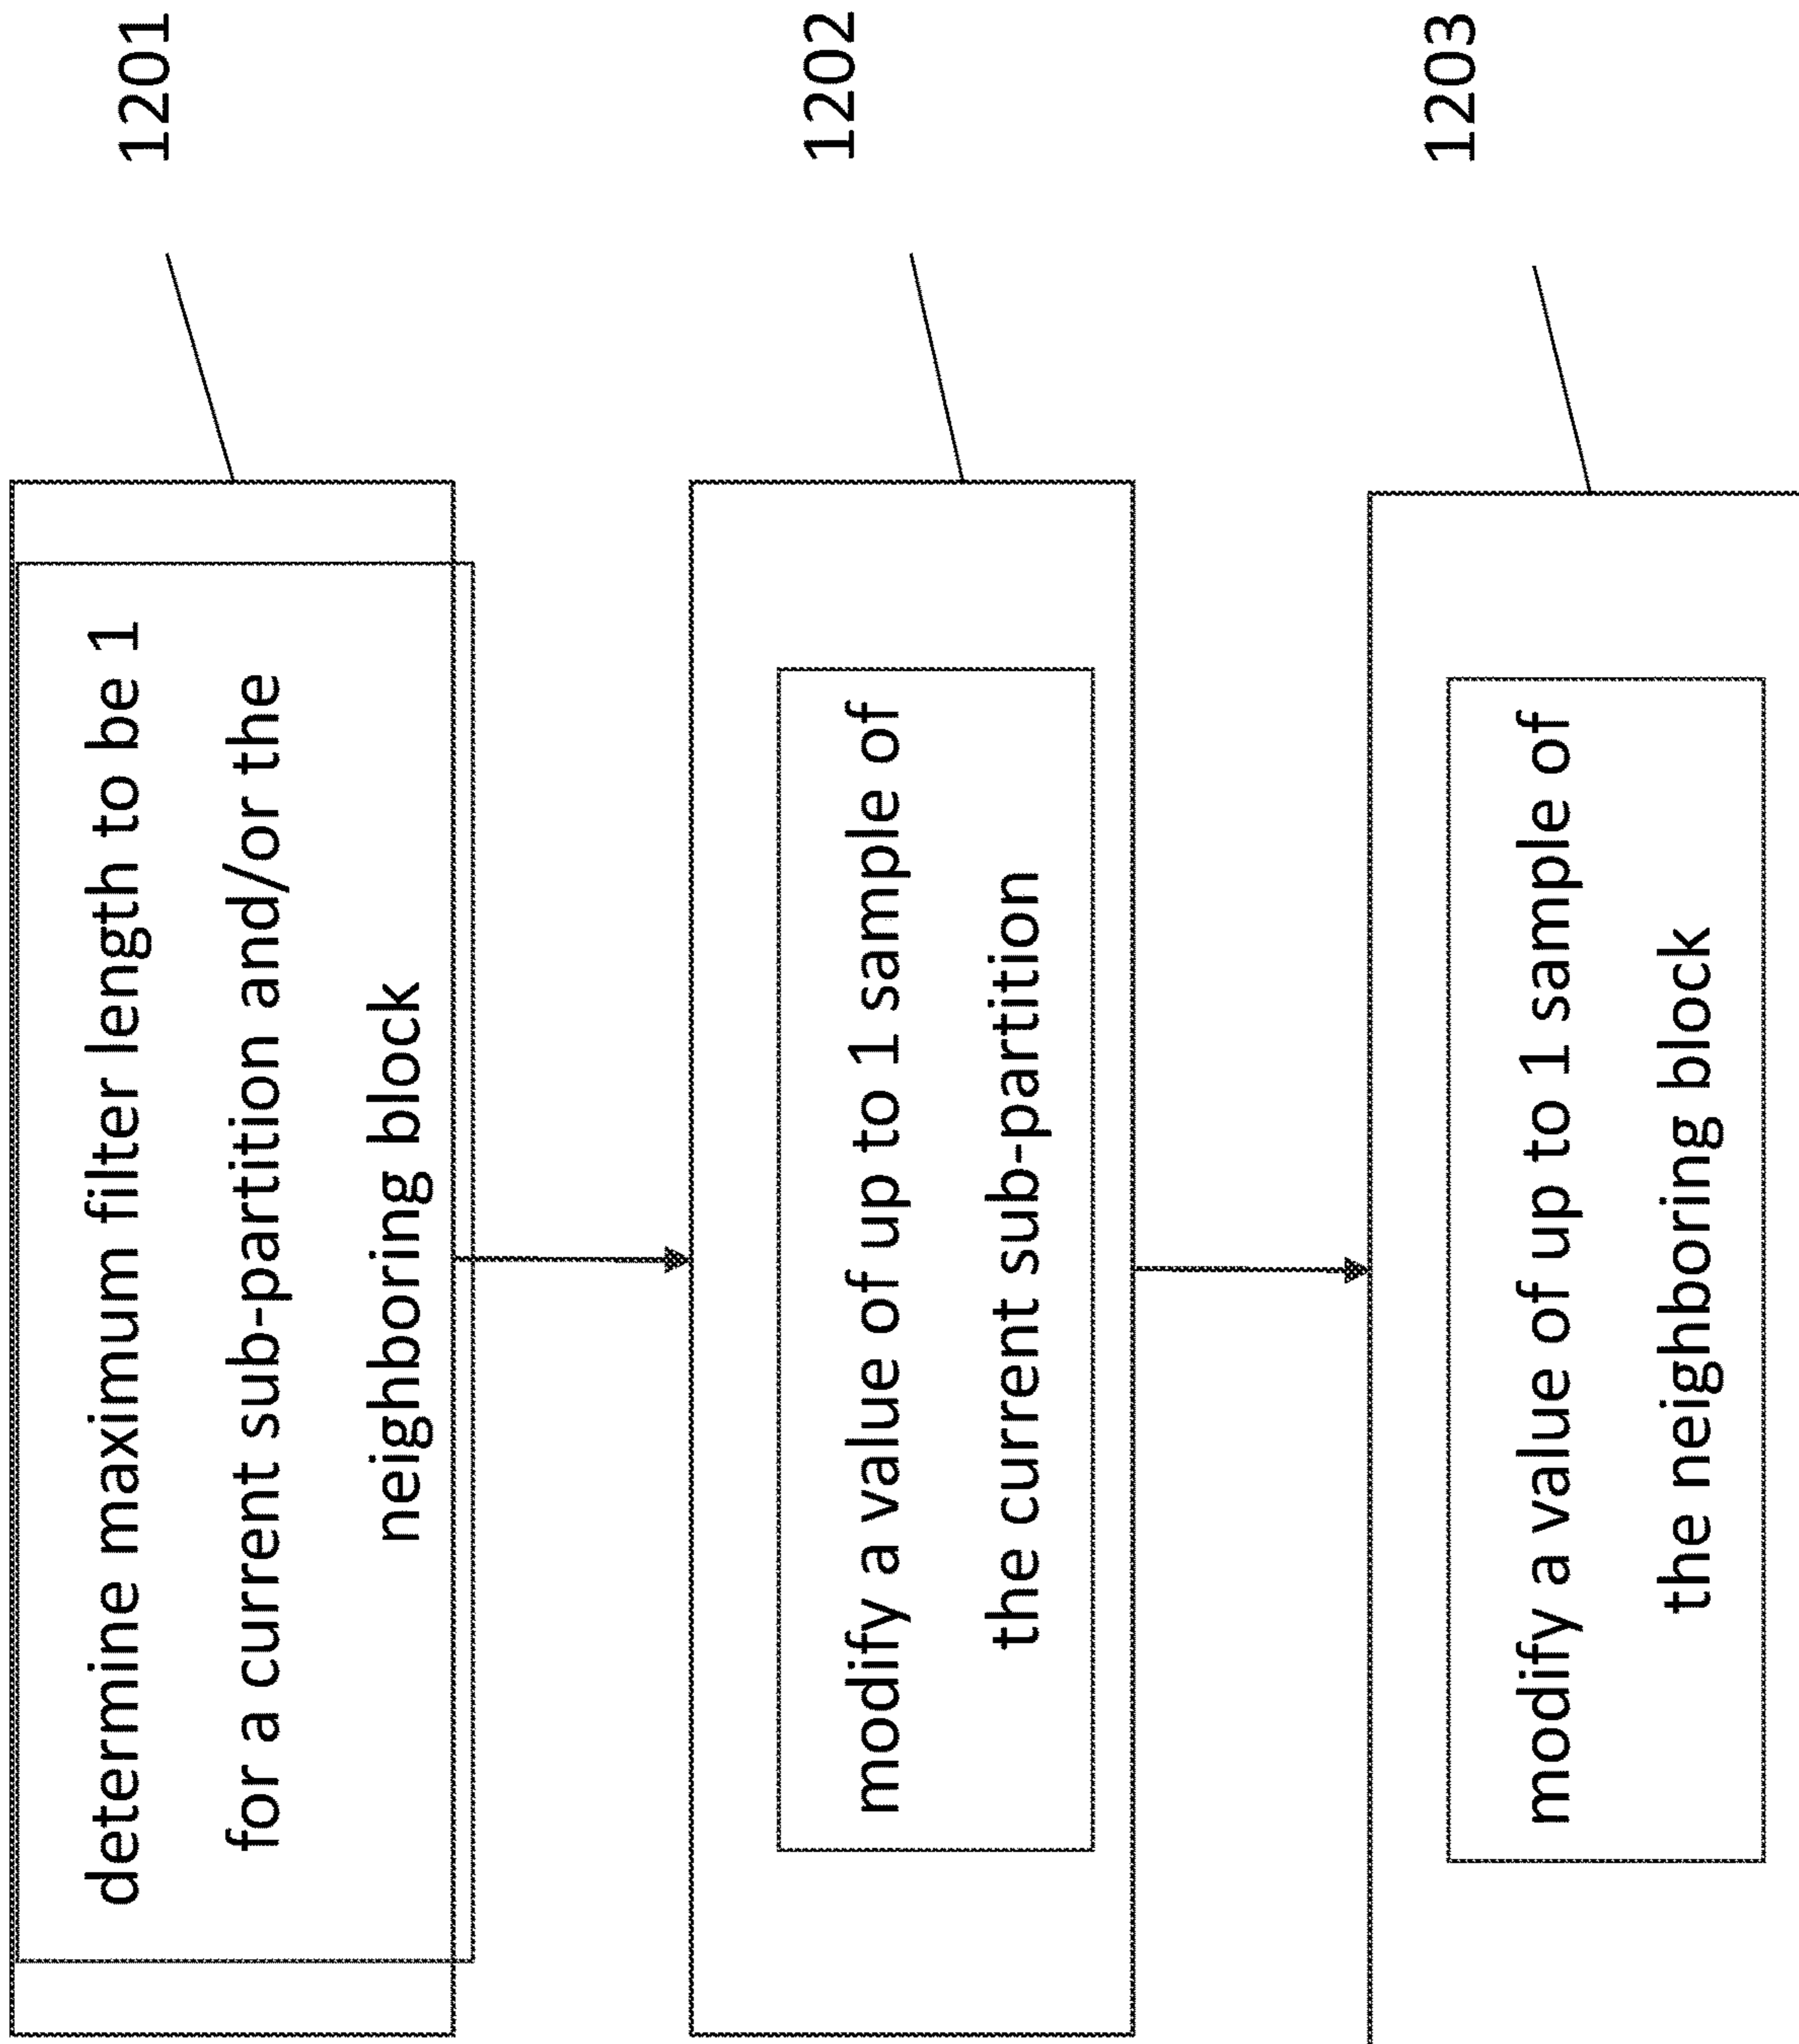 determine maximum filter length to be 1
for a current sub-partition and/or the
neighboring block
1201
modify a value of up to 1 sample of
the current sub-partition
1202
modify a value of up to 1 sample of
the neighboring block
1203